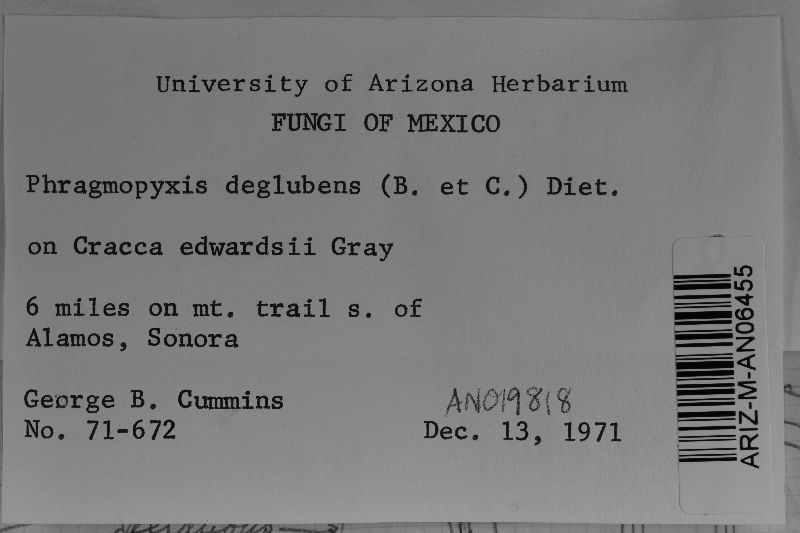 University of Arizona Herbarium
FUNGI OF MEXICO
Phragmopyxis deglubens (B. et C.) Diet.
on Cracca edwardsii Gray
6 miles on mt. trail s. of
Alamos, Sonora
George B. Cummins
No. 71-672
AN019818
Dec. 13, 1971
ARIZ-M-AN06455